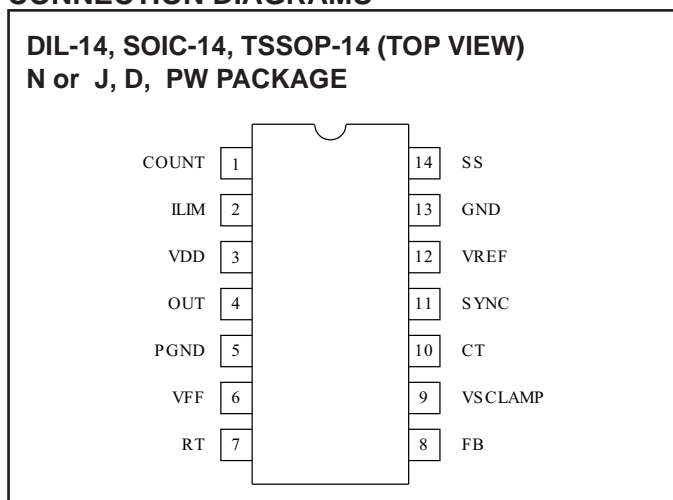 CONNECTION DIAGRAMS
DIL-14, SOIC-14, TSSOP-14 (TOP VIEW)
N or J, D, PW PACKAGE
COUNT 1 14 SS
ILIM 2 13 GND
VDD 3 12 VREF
OUT 4 11 SYNC
PGND 5 10 CT
VFF 6 9 VSCLAMP
RT 7 8 FB